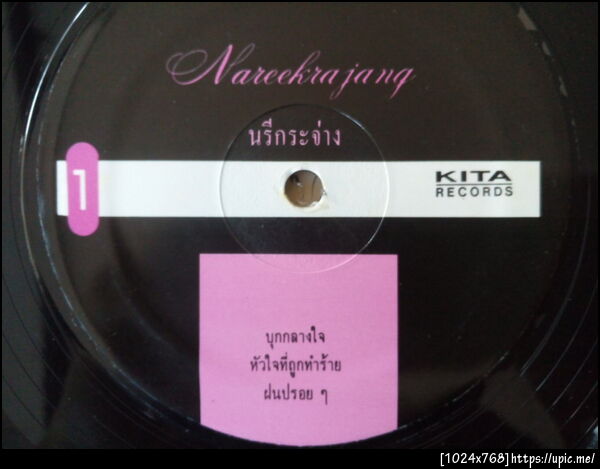 Nareekrajang
นรีกระจ่าง
1
KITA
RECORDS
บุกกลางใจ
หัวใจที่ถูกทำร้าย
ฝนปรอย ๆ
[1024x768]https://upic.me/